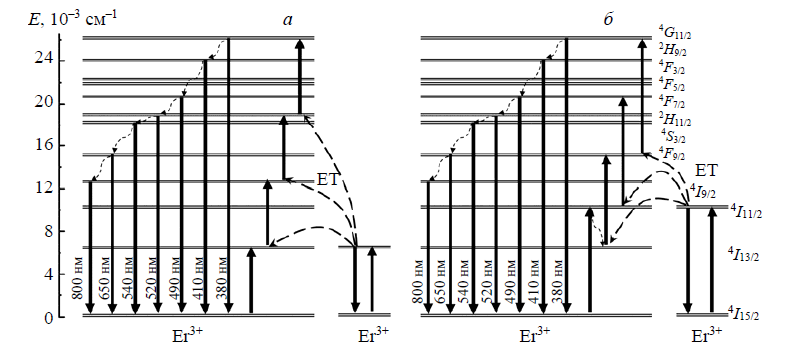 E, 10⁻³ см⁻¹
а
б
24
20
16
12
8
4
0
ET
800 нм
650 нм
540 нм
520 нм
490 нм
410 нм
380 нм
Er³⁺
Er³⁺
⁴G₁₁/₂
²H₉/₂
⁴F₃/₂
⁴F₅/₂
⁴F₇/₂
²H₁₁/₂
⁴S₃/₂
⁴F₉/₂
ET
⁴I₉/₂
⁴I₁₁/₂
⁴I₁₃/₂
⁴I₁₅/₂
800 нм
650 нм
540 нм
520 нм
490 нм
410 нм
380 нм
Er³⁺
Er³⁺